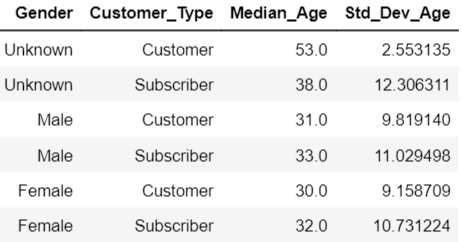 Gender Customer_Type Median_Age Std_Dev_Age
Unknown Customer 53.0 2.553135
Unknown Subscriber 38.0 12.306311
Male Customer 31.0 9.819140
Male Subscriber 33.0 11.029498
Female Customer 30.0 9.158709
Female Subscriber 32.0 10.731224